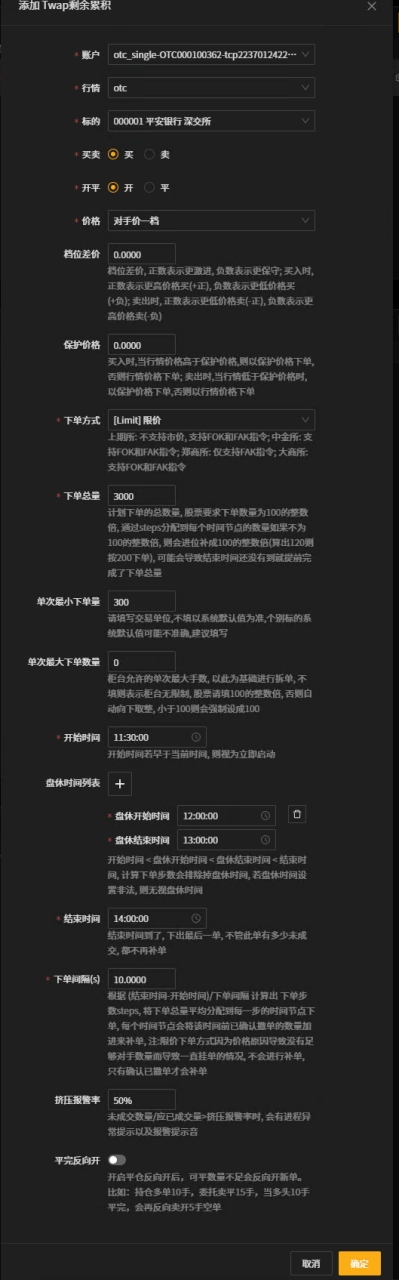 添加 Twap剩余累积
* 账户 otc_single-OTC000100362-tcp2237012422···
* 行情 otc
* 标的 000001 平安银行 深交所
* 买卖 买 卖
* 开平 开 平
* 价格 对手价一档
档位差价 0.0000
档位差价, 正数表示更激进, 负数表示更保守; 买入时,
正数表示更高价格买(+正), 负数表示更低价格买
(+负); 卖出时, 正数表示更低价格卖(-正), 负数表示更
高价格卖(-负)
保护价格 0.0000
买入时,当行情价格高于保护价格,则以保护价格下单,
否则行情价格下单; 卖出时,当行情低于保护价格时,
以保护价格下单,否则以行情价格下单
* 下单方式 [Limit] 限价
上期所: 不支持市价, 支持FOK和FAK指令; 中金所: 支
持FOK和FAK指令; 郑商所: 仅支持FAK指令; 大商所:
支持FOK和FAK指令
* 下单总量 3000
计划下单的总数量, 股票要求下单数量为100的整数
倍, 通过steps分配到每个时间节点的数量如果不为
100的整数倍, 则会进位补成100的整数倍(算出120则
按200下单), 可能会导致结束时间还没有到就提前完
成了下单总量
单次最小下单量 300
请填写交易单位,不填以系统默认值为准,个别标的系
统默认值可能不准确,建议填写
单次最大下单数量 0
柜台允许的单次最大手数, 以此为基础进行拆单, 不
填则表示柜台无限制, 股票请填100的整数倍, 否则自
动向下取整, 小于100则会强制设成100
* 开始时间 11:30:00
开始时间若早于当前时间, 则视为立即启动
盘休时间列表 +
* 盘休开始时间 12:00:00
* 盘休结束时间 13:00:00
开始时间 < 盘休开始时间 < 盘休结束时间 < 结束时
间, 计算下单步数会排除掉盘休时间, 若盘休时间设
置非法, 则无视盘休时间
* 结束时间 14:00:00
结束时间到了, 下出最后一单, 不管此单有多少未成
交, 都不再补单
* 下单间隔(s) 10.0000
根据 (结束时间-开始时间)/下单间隔 计算出 下单步
数steps, 将下单总量平均分配到每一步的时间节点下
单, 每个时间节点会将该时间前已确认撤单的数量加
进来补单, 注:限价下单方式因为价格原因导致没有足
够对手数量而导致一直挂单的情况, 不会进行补单,
只有确认已撤单才会补单
挤压报警率 50%
未成交数量/应已成交量>挤压报警率时, 会有进程异
常提示以及报警提示音
平完反向开
开启平仓反向开后，可平数量不足会反向开新单。
比如：持仓多单10手，委托卖平15手，当多头10手
平完，会再反向卖开5手空单
取消 确定